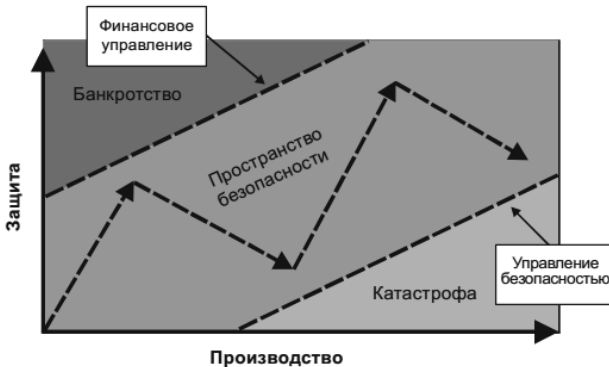 Финансовое
управление
Банкротство
Пространство
безопасности
Защита
Управление
безопасностью
Катастрофа
Производство